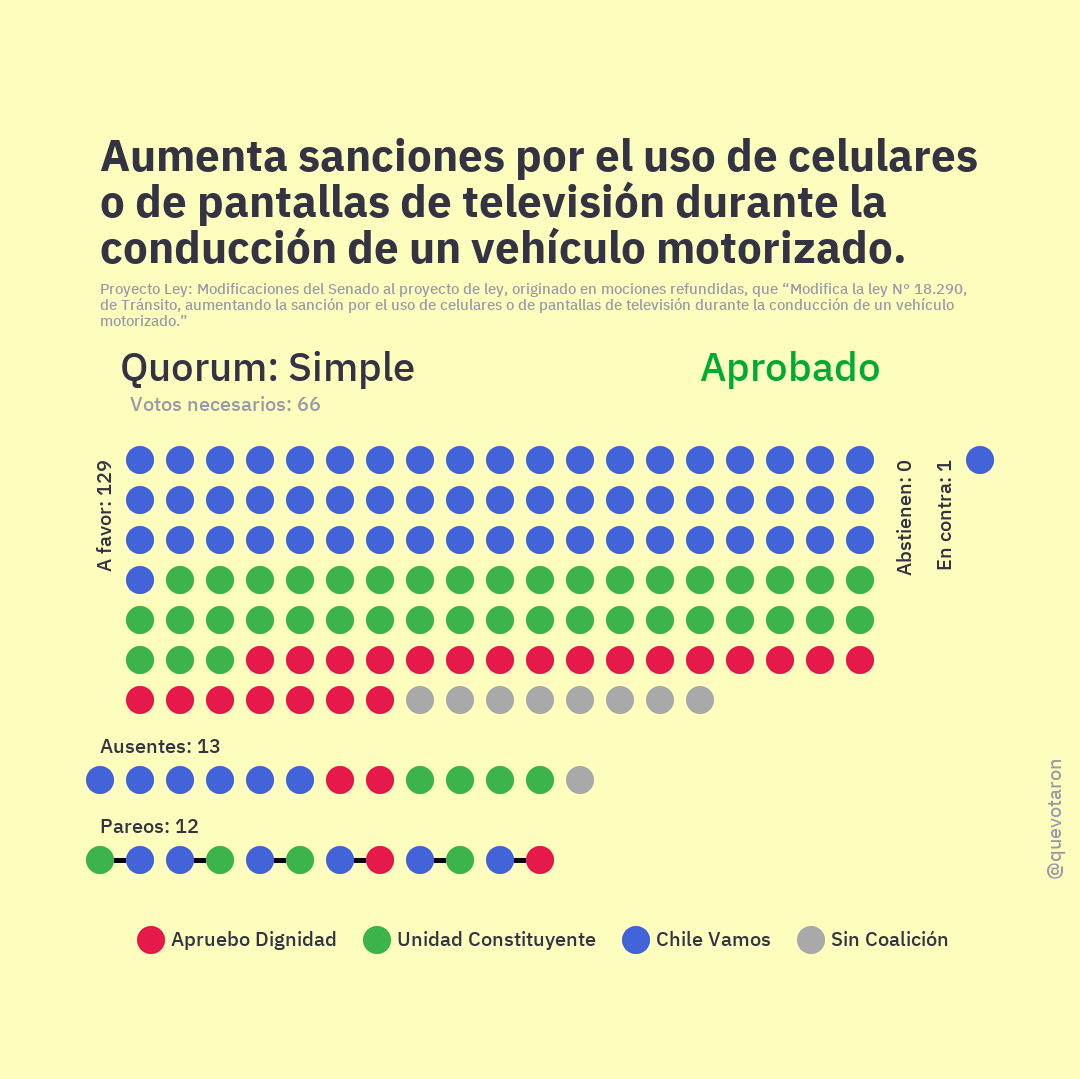 Aumenta sanciones por el uso de celulares
o de pantallas de televisión durante la
conducción de un vehículo motorizado.
Proyecto Ley: Modificaciones del Senado al proyecto de ley, originado en mociones refundidas, que “Modifica la ley N° 18.290,
de Tránsito, aumentando la sanción por el uso de celulares o de pantallas de televisión durante la conducción de un vehículo
motorizado.”
Quorum: Simple
Aprobado
Votos necesarios: 66
A favor: 129
Abstienen: 0
En contra: 1
Ausentes: 13
Pareos: 12
@quevotaron
Apruebo Dignidad
Unidad Constituyente
Chile Vamos
Sin Coalición